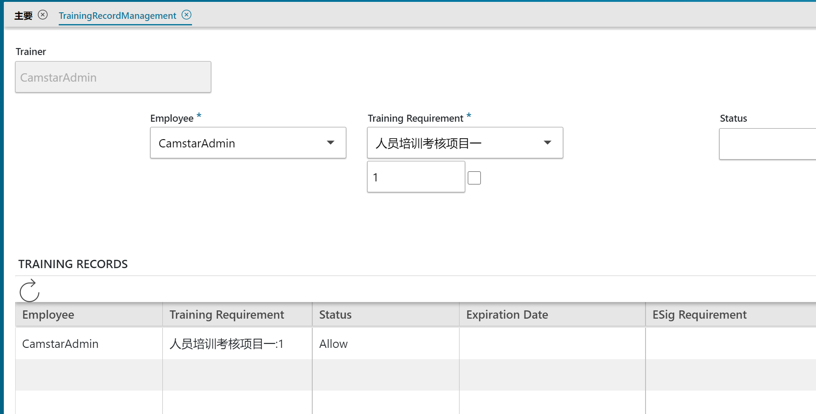 主要 TrainingRecordManagement
Trainer
CamstarAdmin
Employee * Training Requirement * Status
CamstarAdmin 人员培训考核项目一
1
TRAINING RECORDS
Employee Training Requirement Status Expiration Date ESig Requirement
CamstarAdmin 人员培训考核项目一:1 Allow